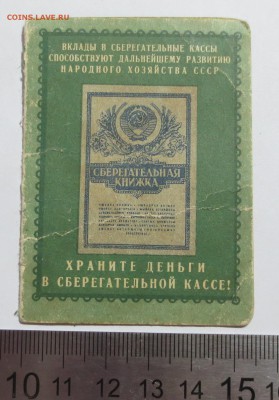 COINS.LAVE.RU
ВКЛАДЫ В СБЕРЕГАТЕЛЬНЫЕ КАССЫ
СПОСОБСТВУЮТ ДАЛЬНЕЙШЕМУ РАЗВИТИЮ
НАРОДНОГО ХОЗЯЙСТВА СССР
СБЕРЕГАТЕЛЬНАЯ
КНИЖКА
ХРАНИТЕ ДЕНЬГИ
В СБЕРЕГАТЕЛЬНОЙ КАССЕ!
10 11 12 13 14 15